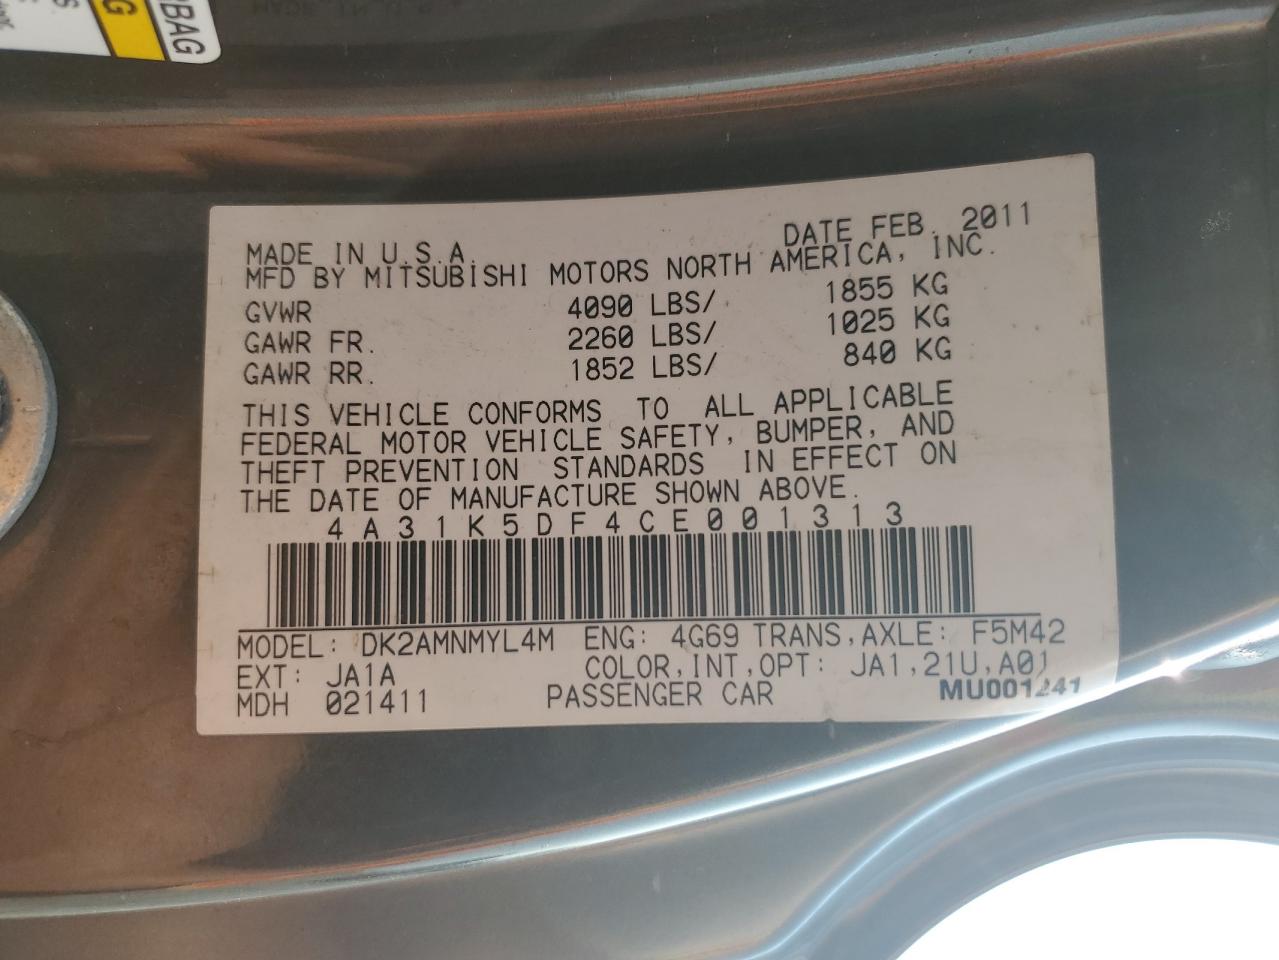 BAG
G
S
DATE FEB. 2011
MADE IN U.S.A.
MFD BY MITSUBISHI MOTORS NORTH AMERICA, INC.
GVWR 4090 LBS/ 1855 KG
GAWR FR. 2260 LBS/ 1025 KG
GAWR RR. 1852 LBS/ 840 KG
THIS VEHICLE CONFORMS TO ALL APPLICABLE
FEDERAL MOTOR VEHICLE SAFETY, BUMPER, AND
THEFT PREVENTION STANDARDS IN EFFECT ON
THE DATE OF MANUFACTURE SHOWN ABOVE.
4A31K5DF4CE001313
MODEL: DK2AMNMYL4M ENG: 4G69 TRANS,AXLE: F5M42
EXT: JA1A COLOR,INT,OPT: JA1,21U,A01
MDH 021411 PASSENGER CAR MU001241